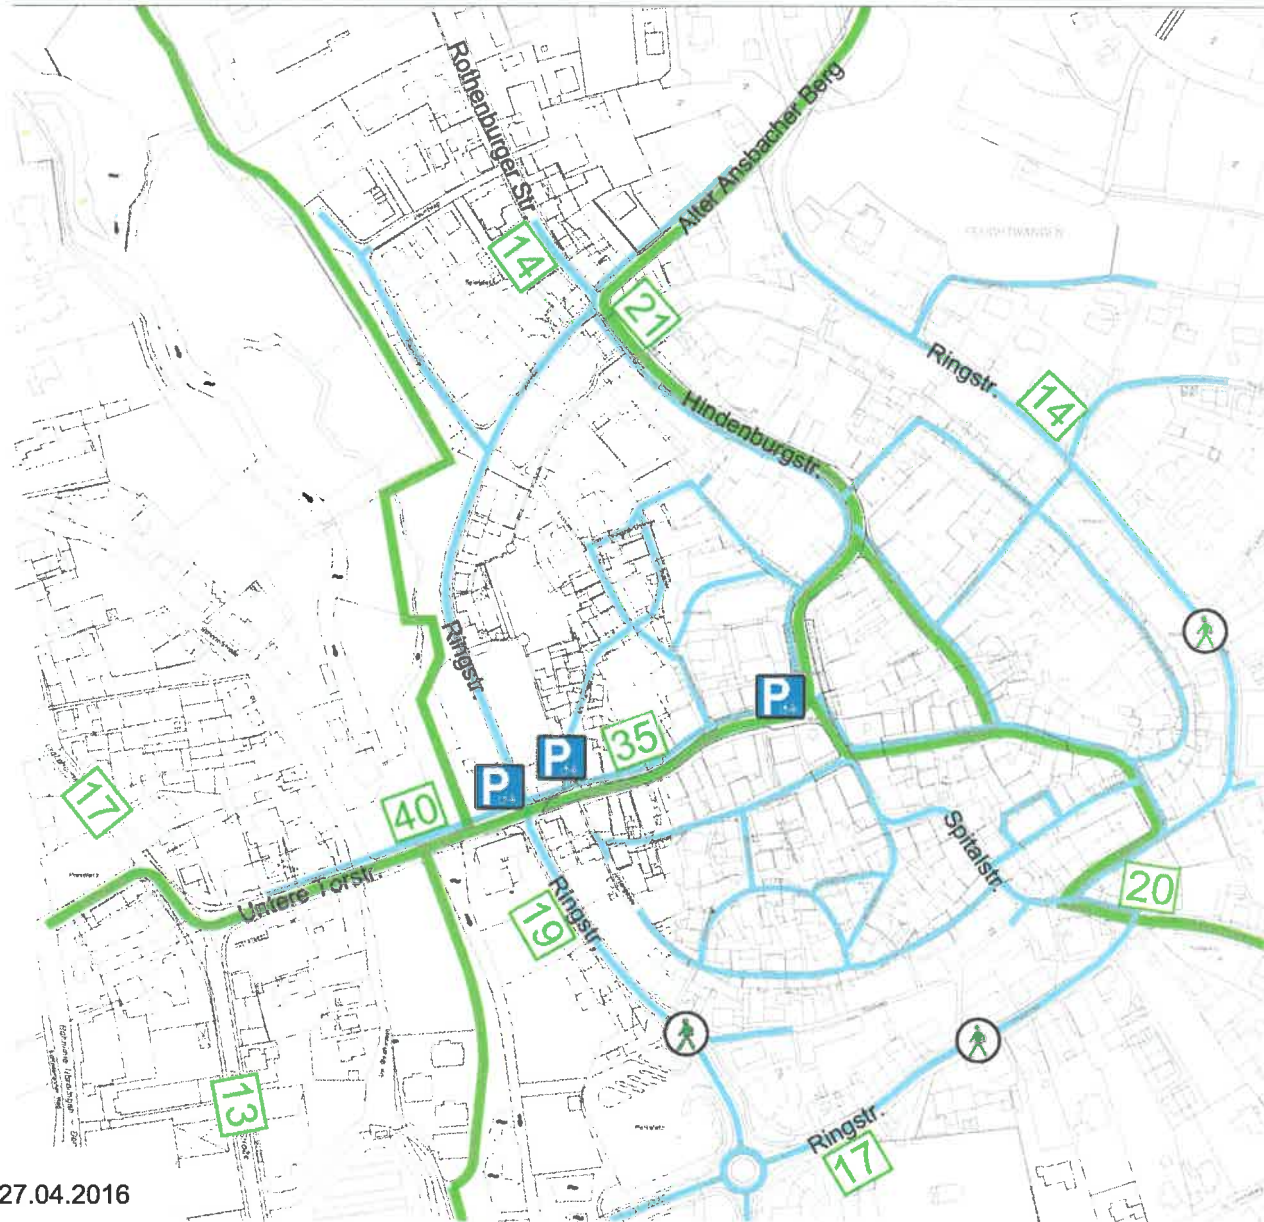 Rothenburger Str.
Alter Ansbacher Berg
14
21
FEUCHTWANGEN
Ringstr.
14
Hindenburgstr.
Ringstr.
P
P
P
35
40
17
Untere Torstr.
Spitalstr.
20
19
Ringstr.
13
Ringstr.
17
27.04.2016